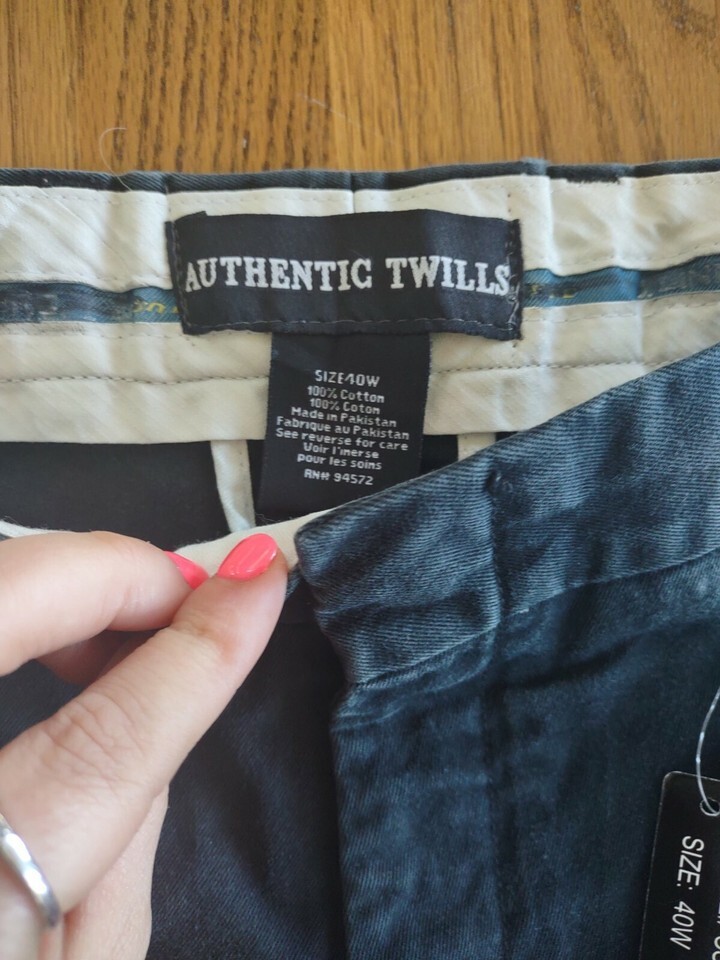 AUTHENTIC TWILLS
SIZE40W
100% Cotton
100% Coton
Made in Pakistan
Fabrique au Pakistan
See reverse for care
Voir l'inerse
pour les soins
RN# 94572
SIZE: 40W